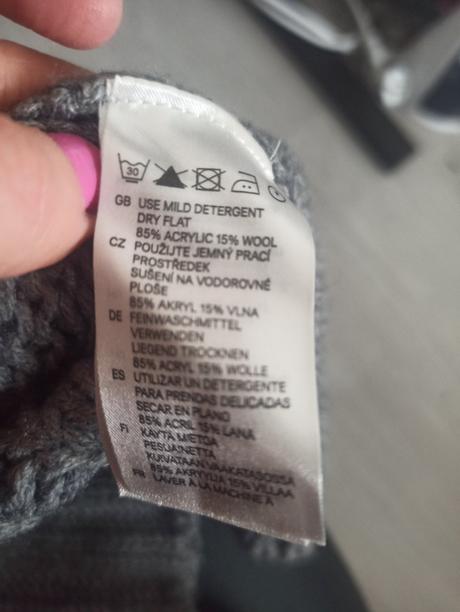 30
GB USE MILD DETERGENT
DRY FLAT
85% ACRYLIC 15% WOOL
CZ POUŽIJTE JEMNÝ PRACÍ
PROSTŘEDEK
SUŠENÍ NA VODOROVNÉ
PLOŠE
85% AKRYL 15% VLNA
DE FEINWASCHMITTEL
VERWENDEN
LIEGEND TROCKNEN
85% ACRYL 15% WOLLE
ES UTILIZAR UN DETERGENTE
PARA PRENDAS DELICADAS
SECAR EN PLANO
85% ACRIL 15% LANA
FI KÄYTÄ MIETOA
PESUAINETTA
KUIVATAAN VAAKATASOSSA
85% AKRYYLIA 15% VILLAA
FR LAVER À LA MACHINE À